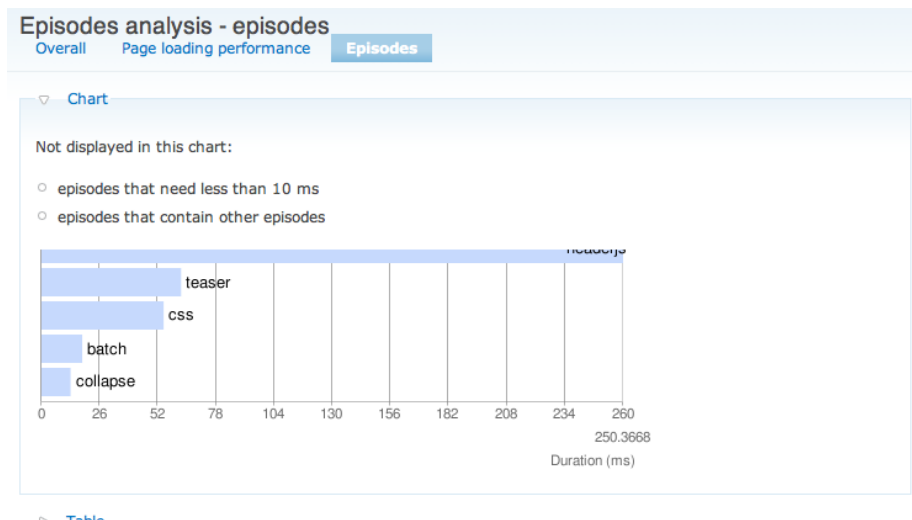 Episodes analysis - episodes
Overall Page loading performance Episodes
Chart
Not displayed in this chart:
episodes that need less than 10 ms
episodes that contain other episodes
headerjs
teaser
css
batch
collapse
0 26 52 78 104 130 156 182 208 234 260
250.3668
Duration (ms)
Table